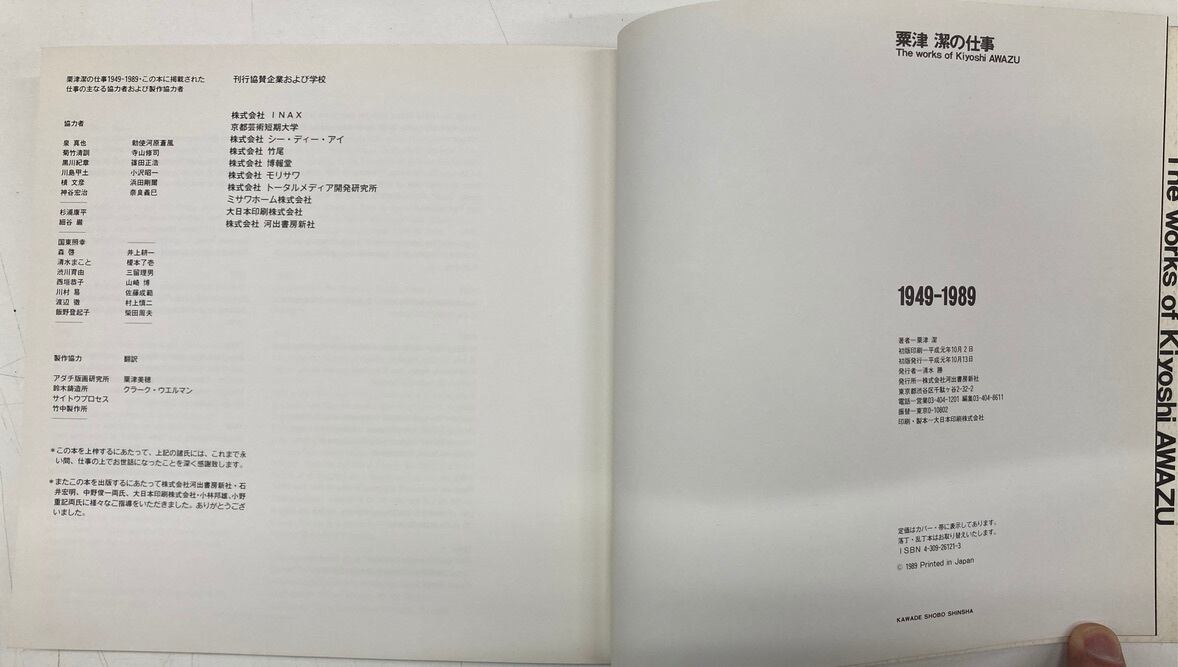 粟津潔の仕事1949-1989・この本に掲載された
仕事の主なる協力者および製作協力者
協力者
泉 真也
菊竹清訓
黒川紀章
川島甲士
槙 文彦
神谷宏治
杉浦康平
細谷 巖
国東照幸
森 啓
清水まこと
渋川育由
西垣恭子
川村 易
渡辺 徹
飯野登起子
勅使河原蒼風
寺山修司
篠田正浩
小沢昭一
浜田剛爾
奈良義巳
井上耕一
榎本了壱
三留理男
山崎 博
佐藤成範
村上慎二
柴田周夫
製作協力
アダチ版画研究所
鈴木鋳造所
サイトウプロセス
竹中製作所
翻訳
粟津美穂
クラーク・ウエルマン
*この本を上梓するにあたって、上記の諸氏には、これまで永
い間、仕事の上でお世話になったことを深く感謝致します。
*またこの本を出版するにあたって株式会社河出書房新社・石
井宏明、中野俊一両氏、大日本印刷株式会社・小林邦雄、小野
重記両氏に様々なご指導をいただきました。ありがとうござ
いました。
刊行協賛企業および学校
株式会社 INAX
京都芸術短期大学
株式会社 シー・ディー・アイ
株式会社 竹尾
株式会社 博報堂
株式会社 モリサワ
株式会社 トータルメディア開発研究所
ミサワホーム株式会社
大日本印刷株式会社
株式会社 河出書房新社
粟津 潔の仕事
The works of Kiyoshi AWAZU
1949-1989
著者—粟津 潔
初版印刷—平成元年10月2日
初版発行—平成元年10月13日
発行者—清水 勝
発行所—株式会社河出書房新社
東京都渋谷区千駄ヶ谷2-32-2
電話—営業03-404-1201 編集03-404-8611
振替—東京0-10802
印刷・製本—大日本印刷株式会社
定価はカバー・帯に表示してあります。
落丁・乱丁本はお取り替えいたします。
ISBN 4-309-26121-3
© 1989 Printed in Japan
KAWADE SHOBO SHINSHA
The works of Kiyoshi AWAZU